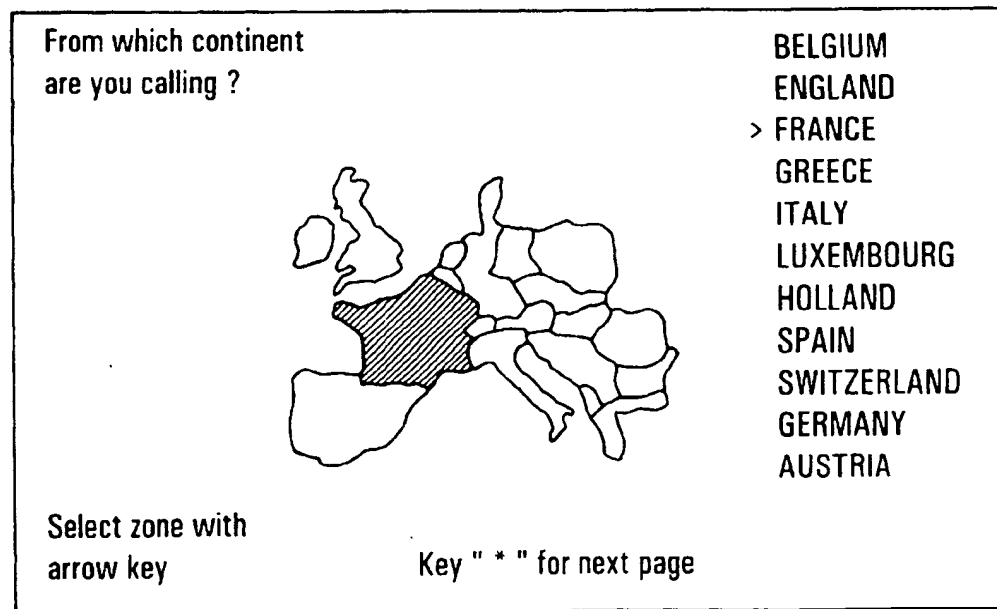 From which continent
are you calling ?
BELGIUM
ENGLAND
> FRANCE
GREECE
ITALY
LUXEMBOURG
HOLLAND
SPAIN
SWITZERLAND
GERMANY
AUSTRIA
Select zone with
arrow key
Key " * " for next page